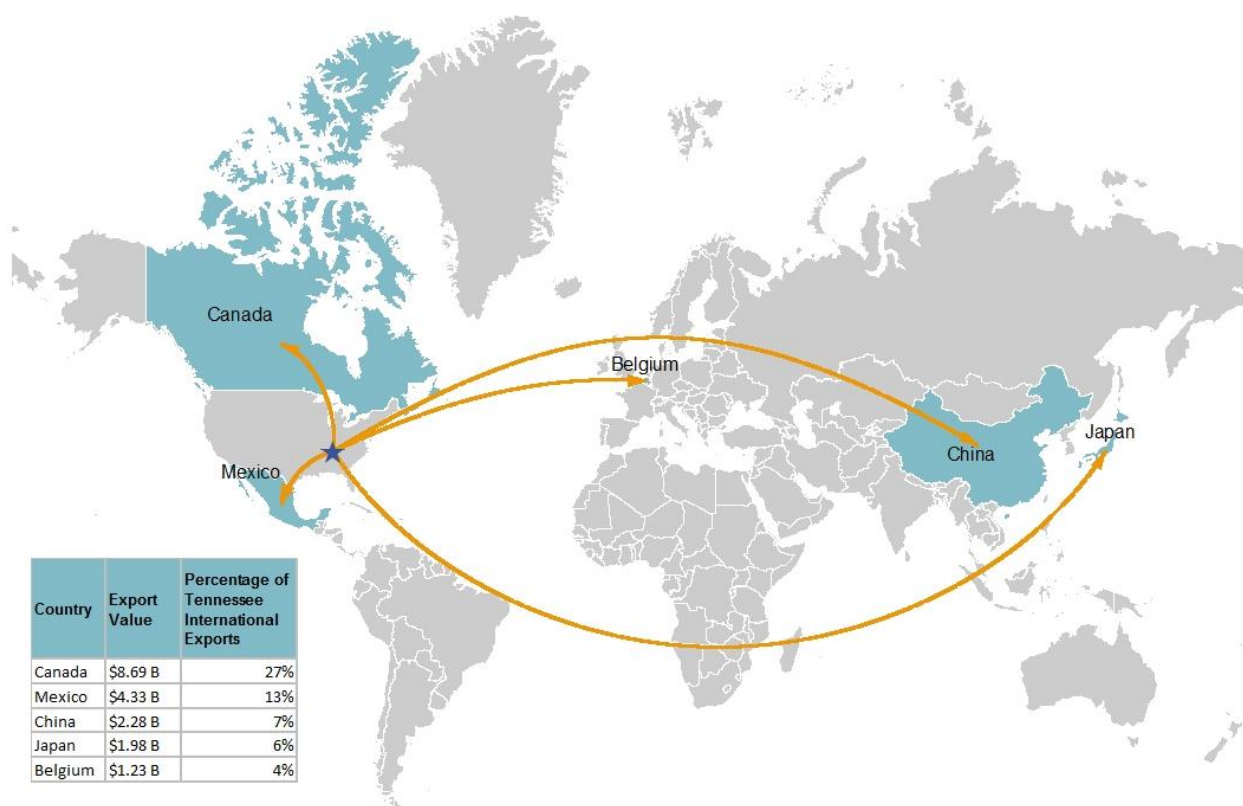 Canada
Belgium
Japan
China
Mexico
Country Export Value Percentage of Tennessee International Exports
Canada $8.69 B 27%
Mexico $4.33 B 13%
China $2.28 B 7%
Japan $1.98 B 6%
Belgium $1.23 B 4%